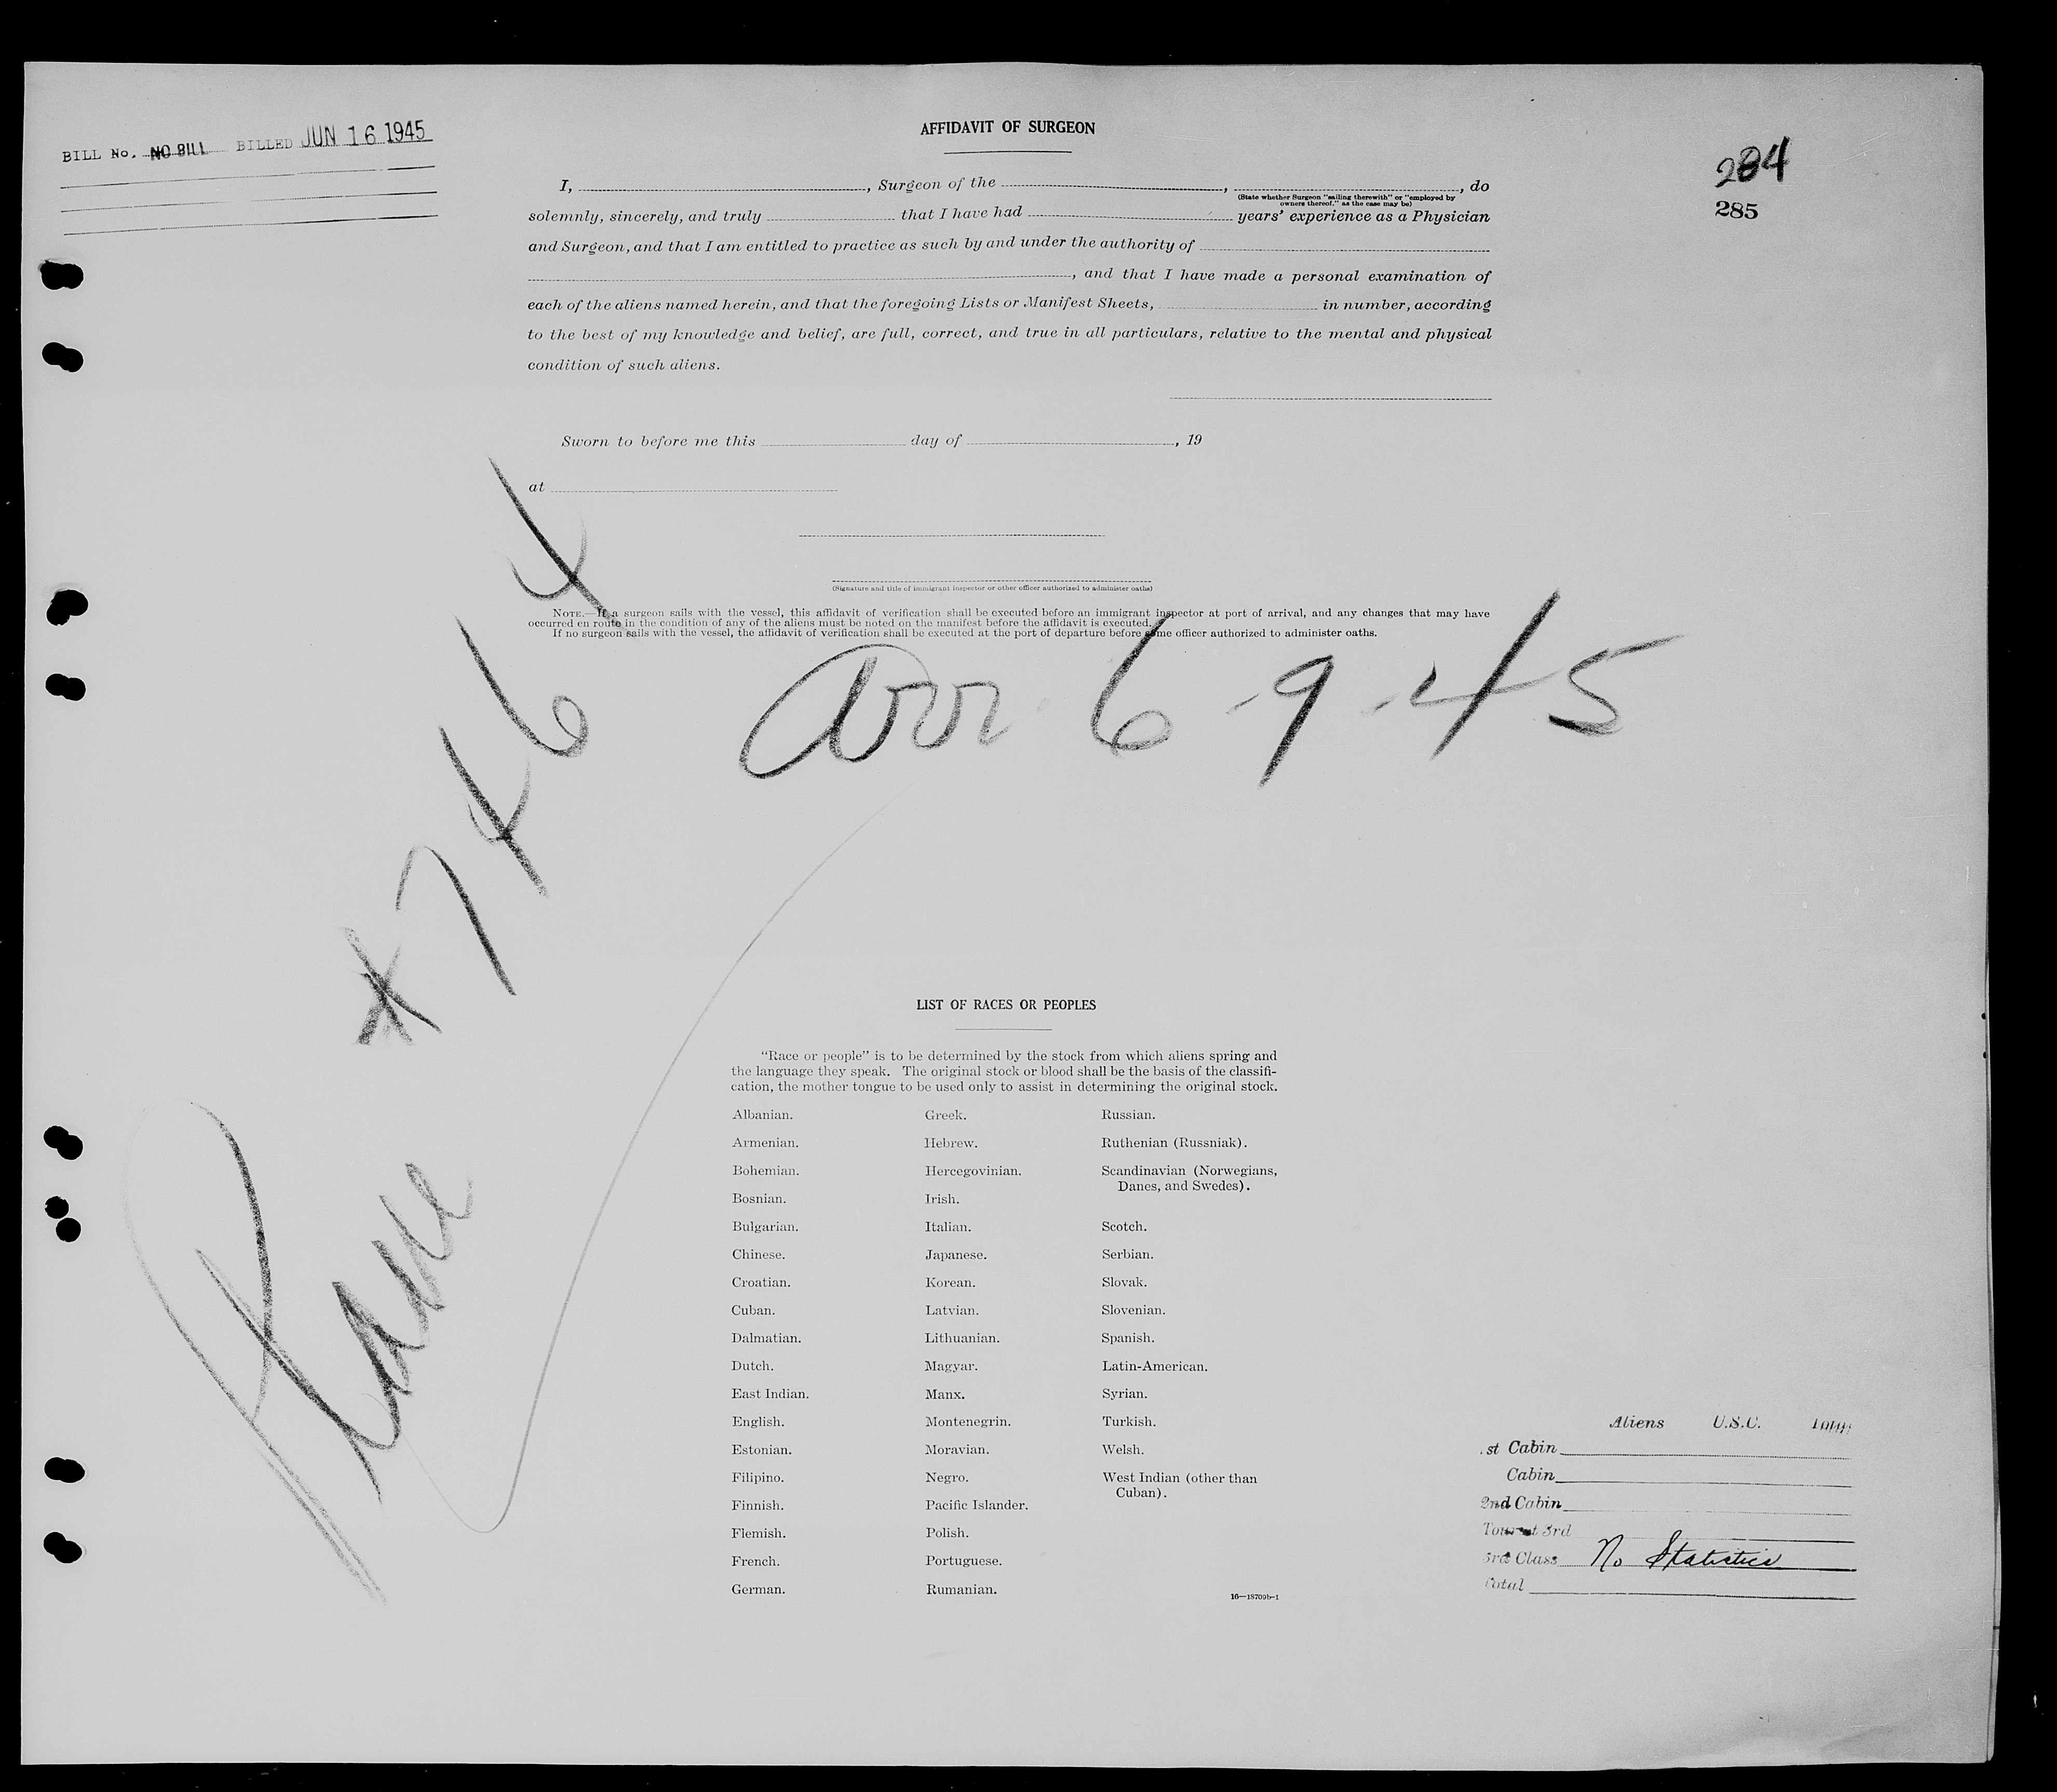 BILL No. NO BILL BILLED JUN 16 1945
AFFIDAVIT OF SURGEON
284
285
I, , Surgeon of the , , do
(State whether Surgeon "sailing therewith" or "employed by
owners thereof," as the case may be)
solemnly, sincerely, and truly that I have had years' experience as a Physician
and Surgeon, and that I am entitled to practice as such by and under the authority of
, and that I have made a personal examination of
each of the aliens named herein, and that the foregoing Lists or Manifest Sheets, in number, according
to the best of my knowledge and belief, are full, correct, and true in all particulars, relative to the mental and physical
condition of such aliens.
Sworn to before me this day of , 19
at
(Signature and title of immigrant inspector or other officer authorized to administer oaths)
NOTE.—If a surgeon sails with the vessel, this affidavit of verification shall be executed before an immigrant inspector at port of arrival, and any changes that may have
occurred en route in the condition of any of the aliens must be noted on the manifest before the affidavit is executed.
If no surgeon sails with the vessel, the affidavit of verification shall be executed at the port of departure before some officer authorized to administer oaths.
Arr 6-9-45
Plane
7464
LIST OF RACES OR PEOPLES
"Race or people" is to be determined by the stock from which aliens spring and
the language they speak. The original stock or blood shall be the basis of the classifi-
cation, the mother tongue to be used only to assist in determining the original stock.
Albanian.
Armenian.
Bohemian.
Bosnian.
Bulgarian.
Chinese.
Croatian.
Cuban.
Dalmatian.
Dutch.
East Indian.
English.
Estonian.
Filipino.
Finnish.
Flemish.
French.
German.
Greek.
Hebrew.
Hercegovinian.
Irish.
Italian.
Japanese.
Korean.
Latvian.
Lithuanian.
Magyar.
Manx.
Montenegrin.
Moravian.
Negro.
Pacific Islander.
Polish.
Portuguese.
Rumanian.
Russian.
Ruthenian (Russniak).
Scandinavian (Norwegians,
Danes, and Swedes).
Scotch.
Serbian.
Slovak.
Slovenian.
Spanish.
Latin-American.
Syrian.
Turkish.
Welsh.
West Indian (other than
Cuban).
16—18709b-1
Aliens U.S.C.
st Cabin
Cabin
2nd Cabin
Tourist 3rd
3rd Class No Statistics
Total